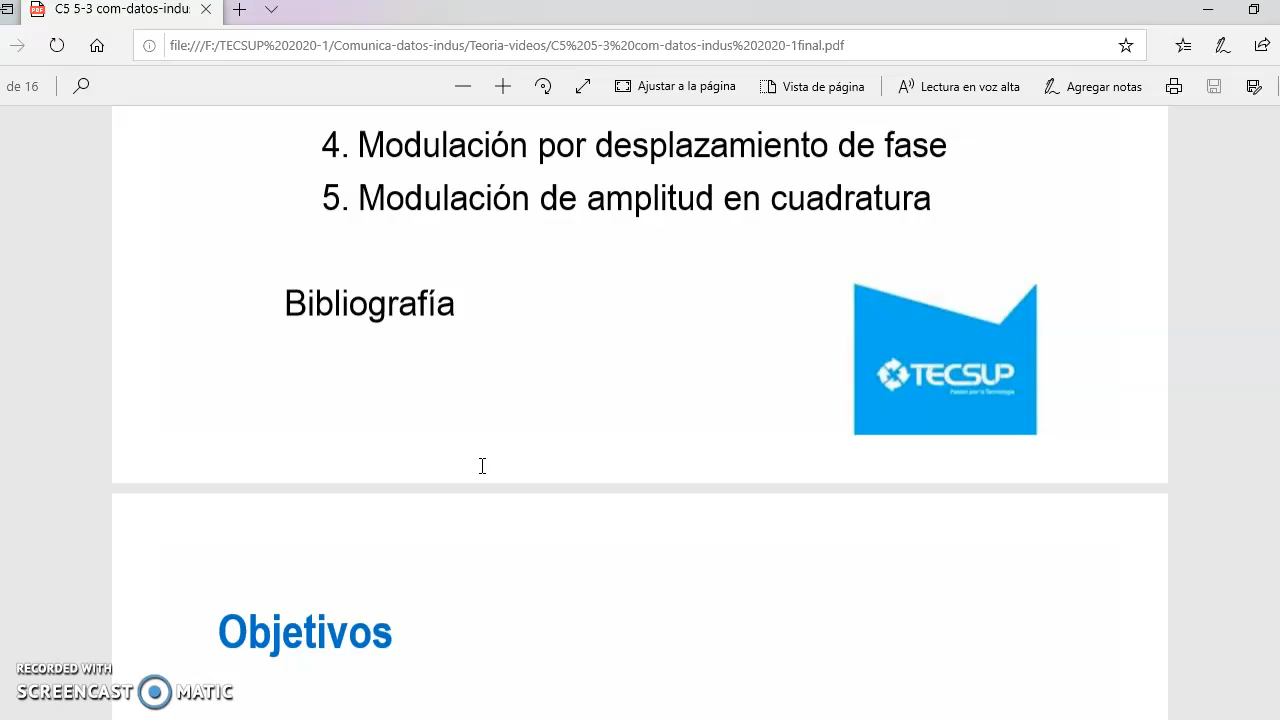 C5 5-3 com-datos-indu
file:///F:/TECSUP%202020-1/Comunica-datos-indus/Teoria-videos/C5%205-3%20com-datos-indus%202020-1final.pdf
de 16
Ajustar a la página
Vista de página
Lectura en voz alta
Agregar notas
4. Modulación por desplazamiento de fase
5. Modulación de amplitud en cuadratura
Bibliografía
TECSUP
Objetivos
RECORDED WITH
SCREENCAST MATIC